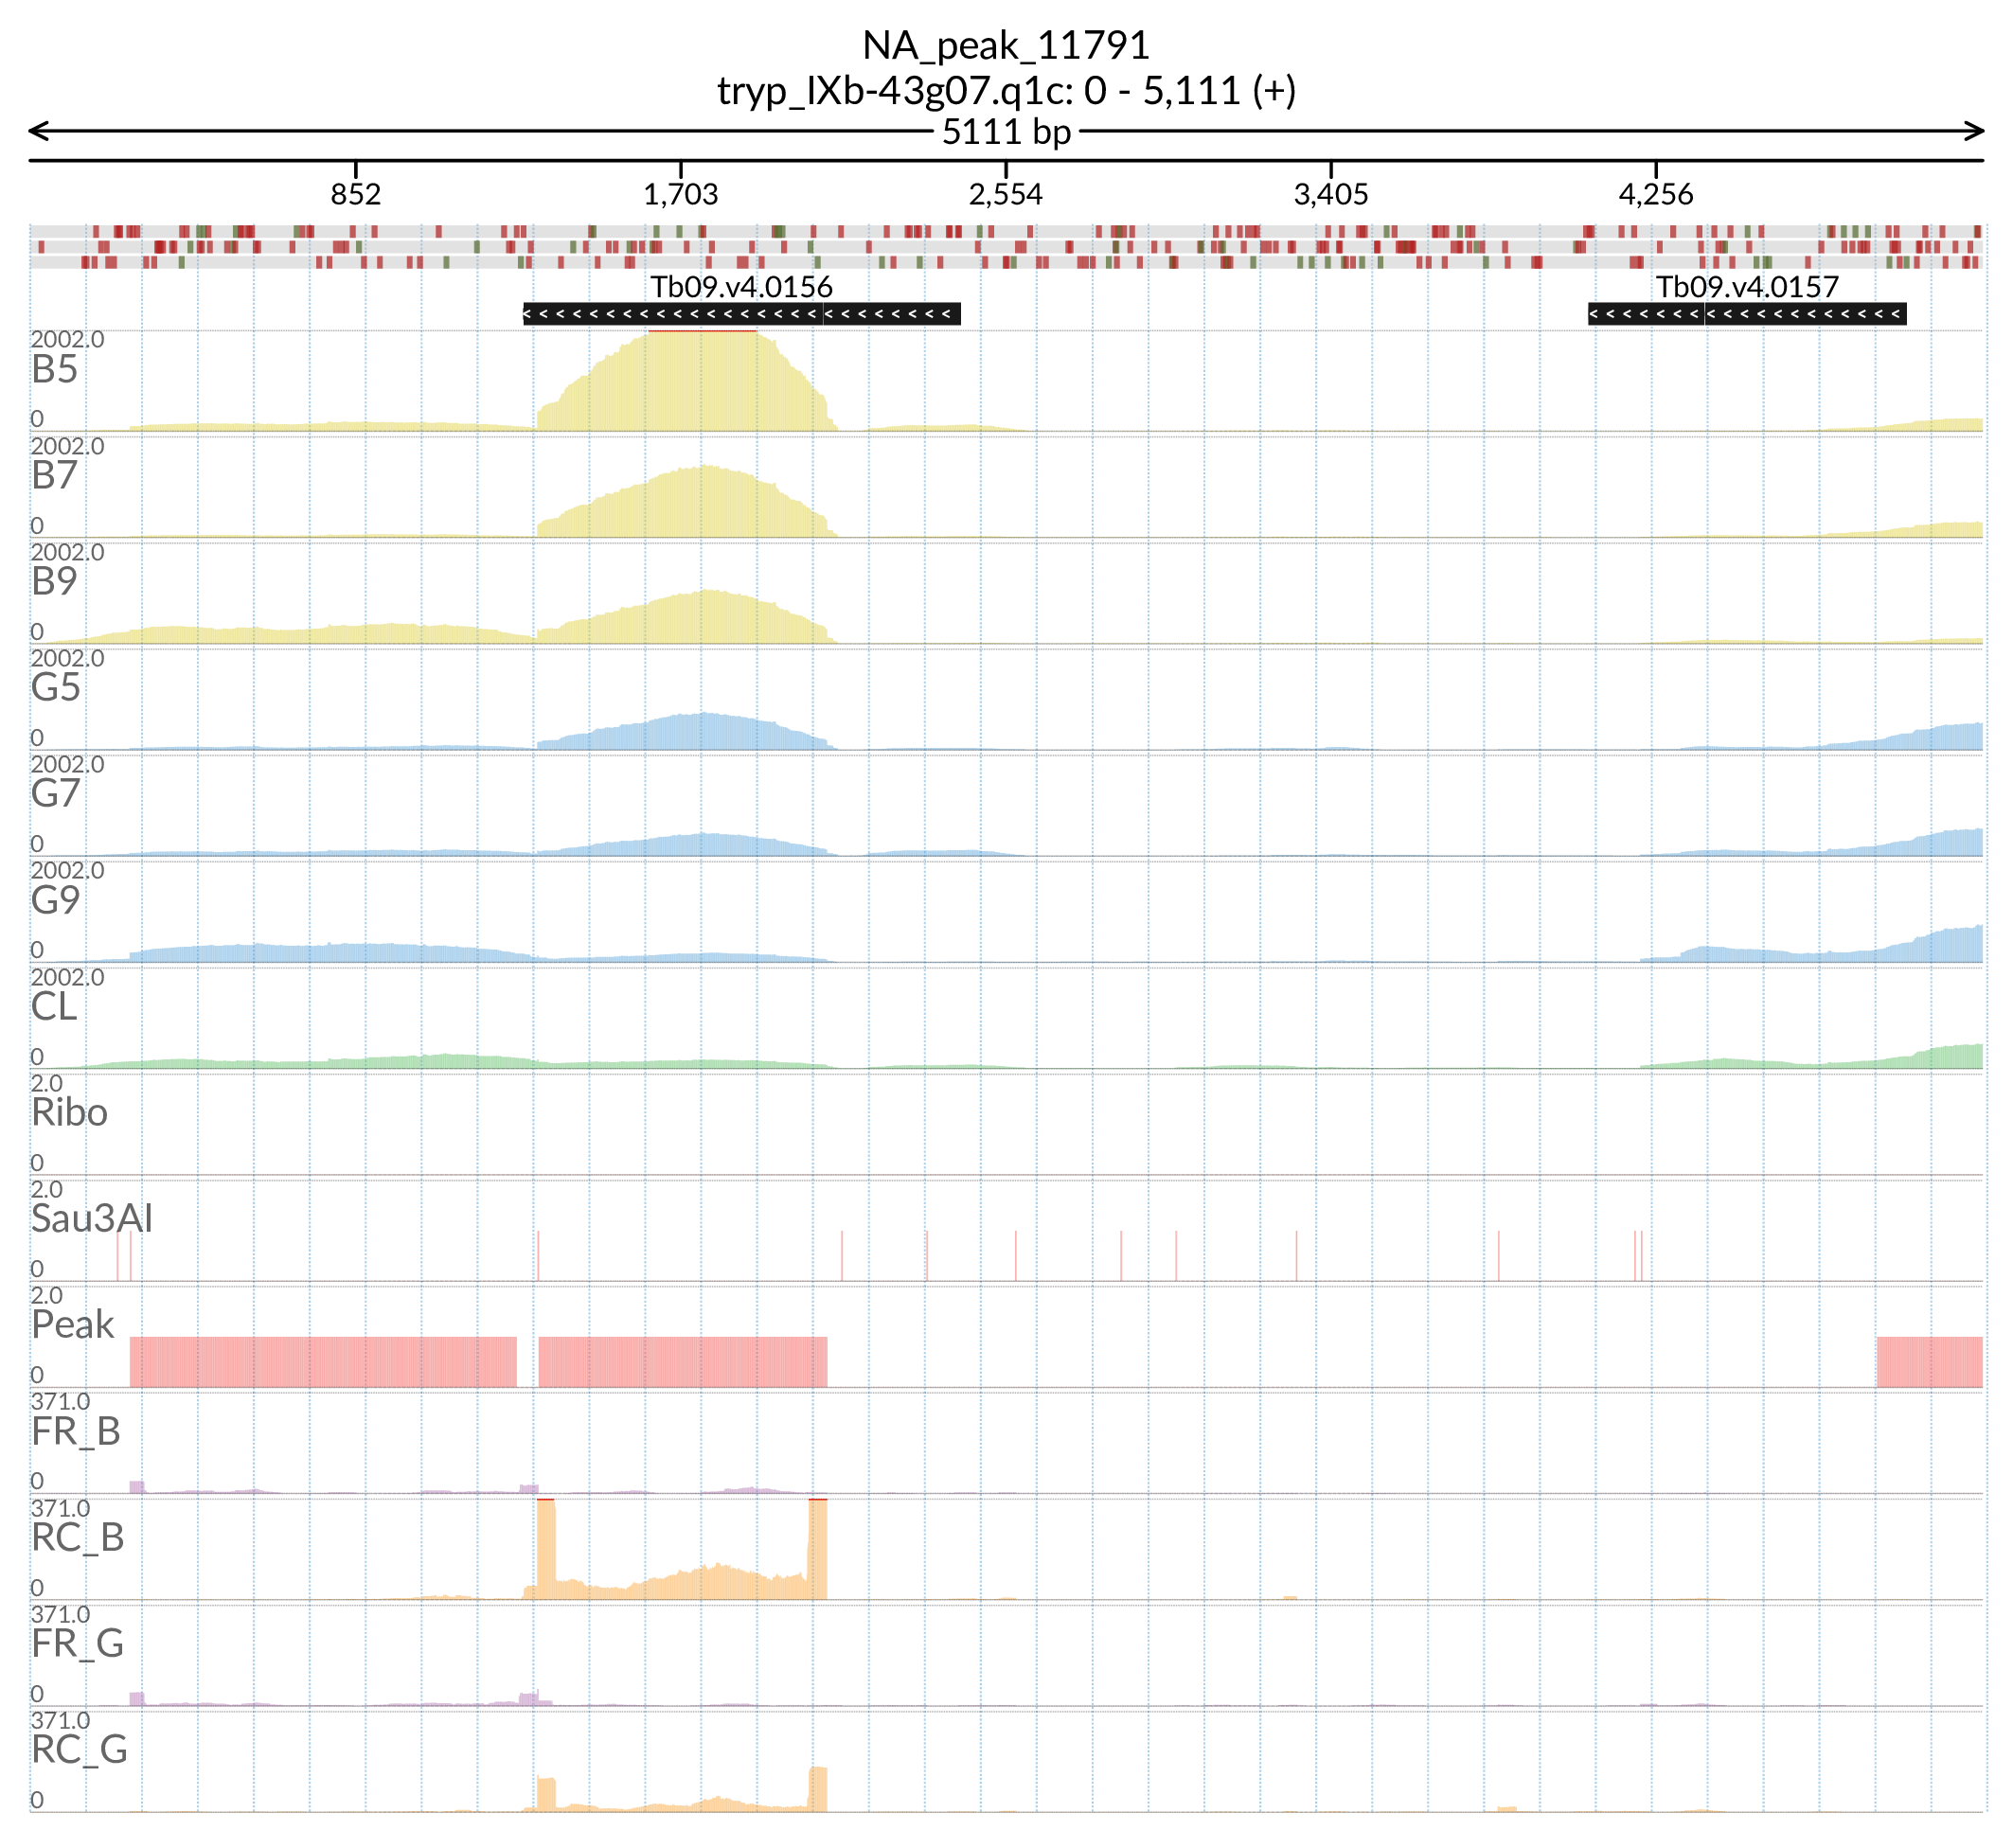 NA_peak_11791
tryp_IXb-43g07.q1c: 0 - 5,111 (+)
5111 bp
852 1,703 2,554 3,405 4,256
Tb09.v4.0156 Tb09.v4.0157
2002.0
B5
0
2002.0
B7
0
2002.0
B9
0
2002.0
G5
0
2002.0
G7
0
2002.0
G9
0
2002.0
CL
0
2.0
Ribo
0
2.0
Sau3AI
0
2.0
Peak
0
371.0
FR_B
0
371.0
RC_B
0
371.0
FR_G
0
371.0
RC_G
0